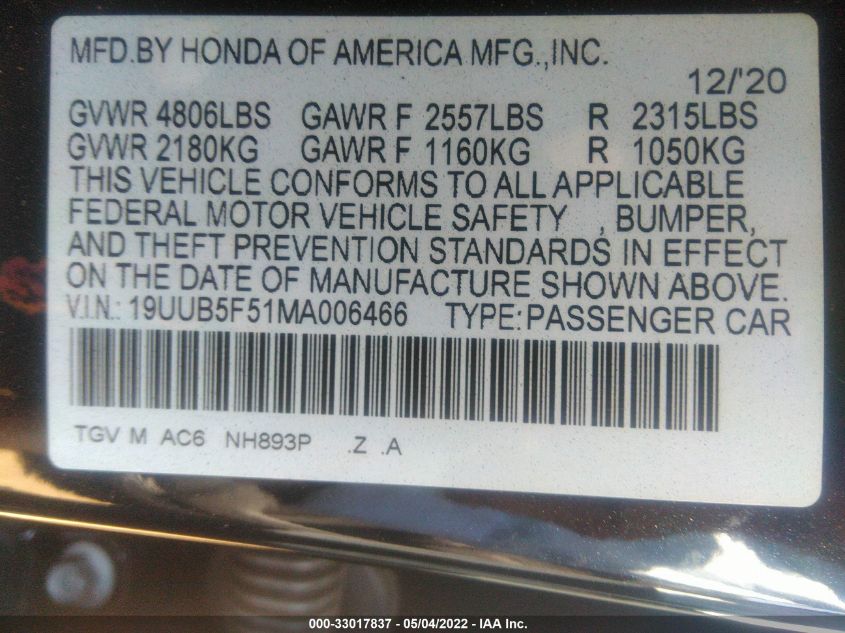 MFD.BY HONDA OF AMERICA MFG.,INC.
12/'20
GVWR 4806LBS GAWR F 2557LBS R 2315LBS
GVWR 2180KG GAWR F 1160KG R 1050KG
THIS VEHICLE CONFORMS TO ALL APPLICABLE
FEDERAL MOTOR VEHICLE SAFETY , BUMPER,
AND THEFT PREVENTION STANDARDS IN EFFECT
ON THE DATE OF MANUFACTURE SHOWN ABOVE.
V.I.N.: 19UUB5F51MA006466 TYPE:PASSENGER CAR
TGV M AC6 NH893P .Z .A
000-33017837 - 05/04/2022 - IAA Inc.